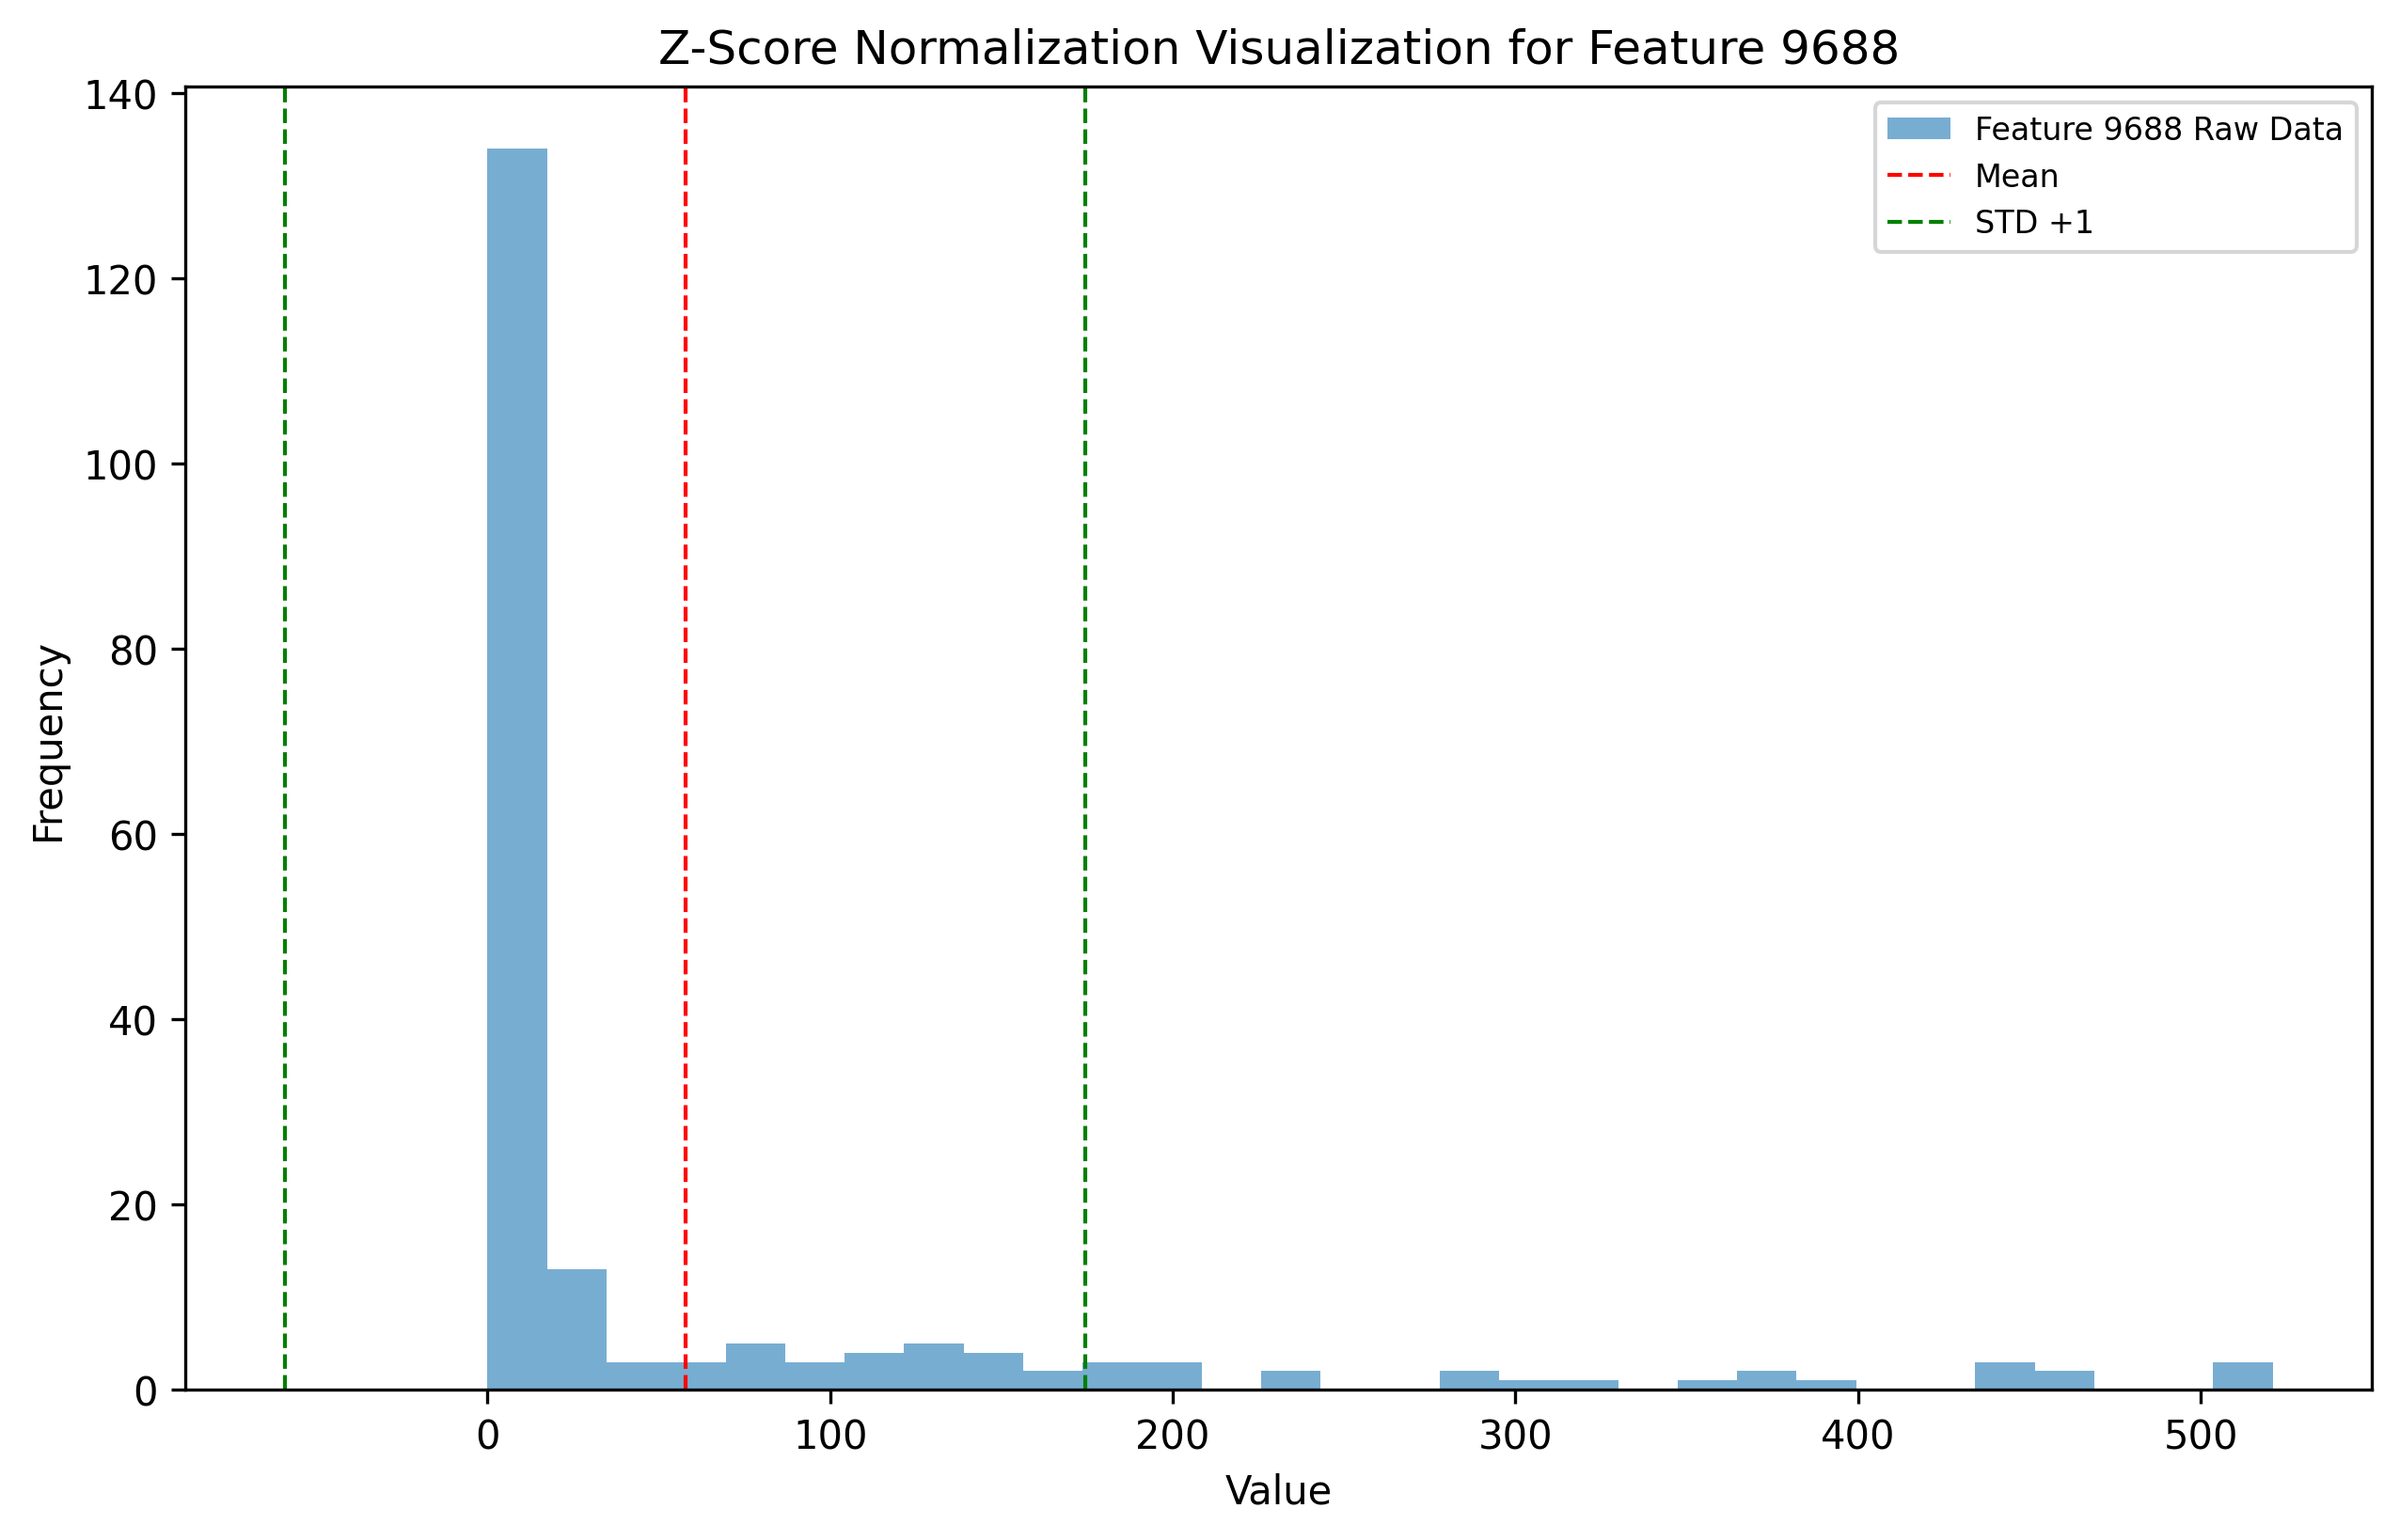 Z-Score Normalization Visualization for Feature 9688
140
120
100
80
60
40
20
0
Frequency
Feature 9688 Raw Data
Mean
STD +1
0 100 200 300 400 500
Value